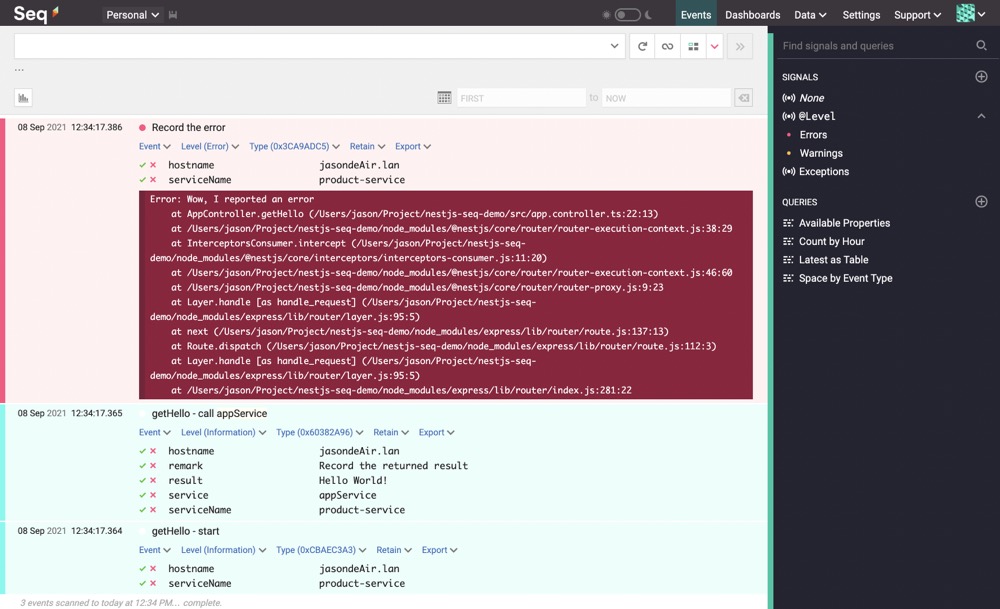 Seq
Personal
Events Dashboards Data Settings Support
Find signals and queries
...
FIRST to NOW
SIGNALS
None
@Level
Errors
Warnings
Exceptions
QUERIES
Available Properties
Count by Hour
Latest as Table
Space by Event Type
08 Sep 2021 12:34:17.386 Record the error
Event Level (Error) Type (0x3CA9ADC5) Retain Export
hostname jasondeAir.lan
serviceName product-service
Error: Wow, I reported an error
at AppController.getHello (/Users/jason/Project/nestjs-seq-demo/src/app.controller.ts:22:13)
at /Users/jason/Project/nestjs-seq-demo/node_modules/@nestjs/core/router/router-execution-context.js:38:29
at InterceptorsConsumer.intercept (/Users/jason/Project/nestjs-seq-
demo/node_modules/@nestjs/core/interceptors/interceptors-consumer.js:11:20)
at /Users/jason/Project/nestjs-seq-demo/node_modules/@nestjs/core/router/router-execution-context.js:46:60
at /Users/jason/Project/nestjs-seq-demo/node_modules/@nestjs/core/router/router-proxy.js:9:23
at Layer.handle [as handle_request] (/Users/jason/Project/nestjs-seq-
demo/node_modules/express/lib/router/layer.js:95:5)
at next (/Users/jason/Project/nestjs-seq-demo/node_modules/express/lib/router/route.js:137:13)
at Route.dispatch (/Users/jason/Project/nestjs-seq-demo/node_modules/express/lib/router/route.js:112:3)
at Layer.handle [as handle_request] (/Users/jason/Project/nestjs-seq-
demo/node_modules/express/lib/router/layer.js:95:5)
at /Users/jason/Project/nestjs-seq-demo/node_modules/express/lib/router/index.js:281:22
08 Sep 2021 12:34:17.365 getHello - call appService
Event Level (Information) Type (0x60382A96) Retain Export
hostname jasondeAir.lan
remark Record the returned result
result Hello World!
service appService
serviceName product-service
08 Sep 2021 12:34:17.364 getHello - start
Event Level (Information) Type (0xCBAEC3A3) Retain Export
hostname jasondeAir.lan
serviceName product-service
3 events scanned to today at 12:34 PM... complete.